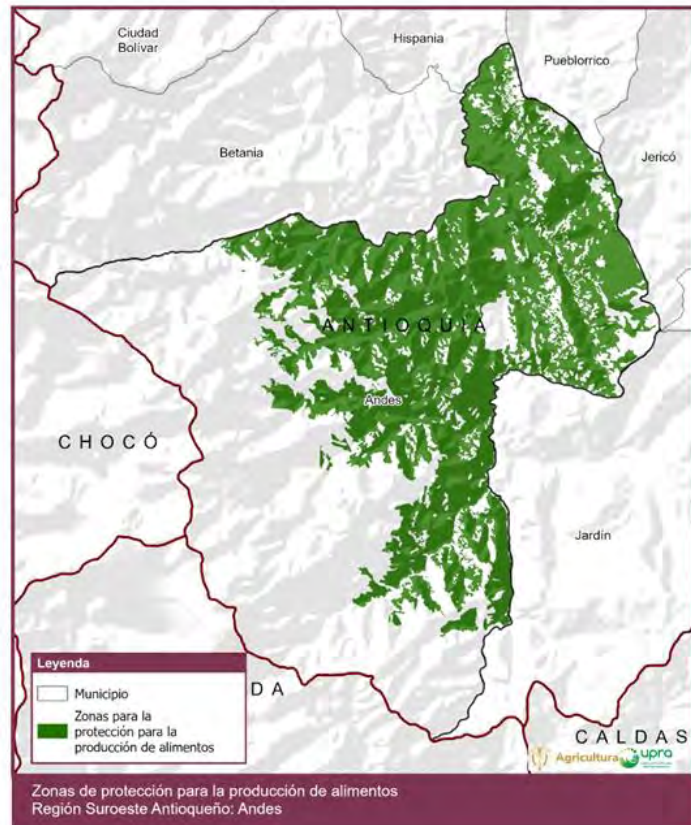 Ciudad
Bolívar
Hispania
Pueblorrico
Betania
Jericó
ANTIOQUIA
Andes
CHOCÓ
Jardín
Leyenda
Municipio
Zonas para la
protección para la
producción de alimentos
DA
CALDAS
Agricultura upra
Zonas de protección para la producción de alimentos
Región Suroeste Antioqueño: Andes